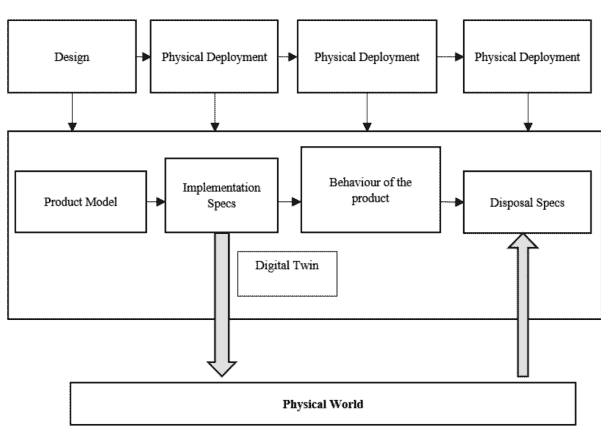 Design
Physical Deployment
Physical Deployment
Physical Deployment
Product Model
Implementation
Specs
Behaviour of the
product
Disposal Specs
Digital Twin
Physical World